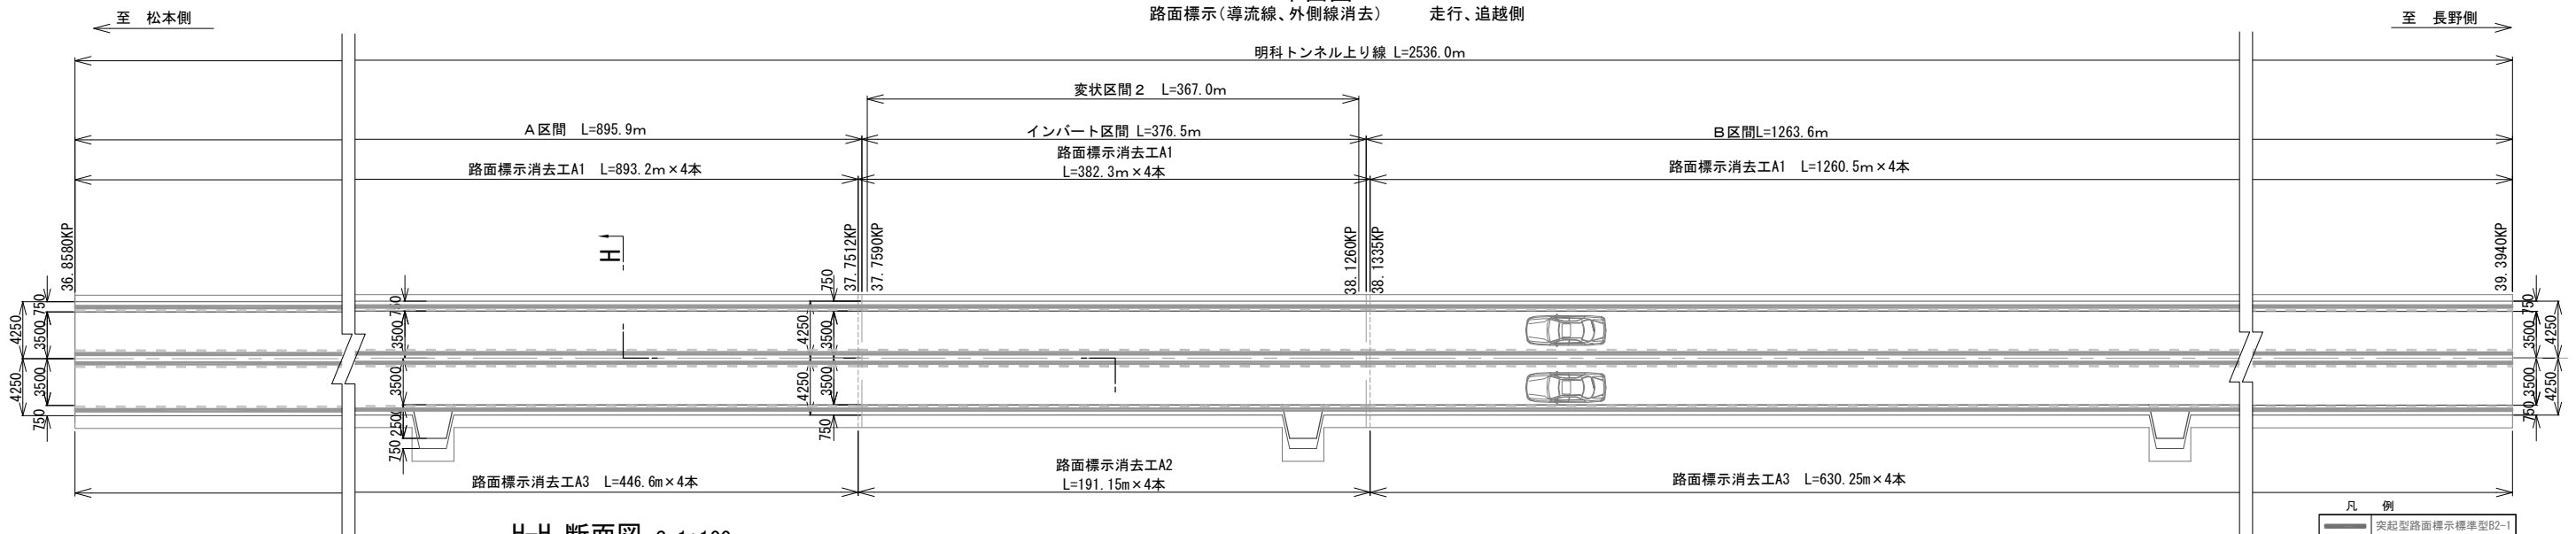 至　松本側
路面標示(導流線、外側線消去)　　走行、追越側
至　長野側
明科トンネル上り線 L=2536.0m
変状区間２　L=367.0m
Ａ区間　L=895.9m
インバート区間 L=376.5m
Ｂ区間L=1263.6m
路面標示消去工A1　L=893.2m×4本
路面標示消去工A1
L=382.3m×4本
路面標示消去工A1　L=1260.5m×4本
36.8580KP
37.7512KP
37.7590KP
38.1260KP
38.1335KP
39.3940KP
H
750
3500
4250
4250
3500
750
750
3500
3500
2500
750
750
4250
3500
4250
3500
750
750
3500
4250
3500
4250
750
路面標示消去工A3　L=446.6m×4本
路面標示消去工A2
L=191.15m×4本
路面標示消去工A3　L=630.25m×4本
凡　例
突起型路面標示標準型B2-1
H-H 断面図